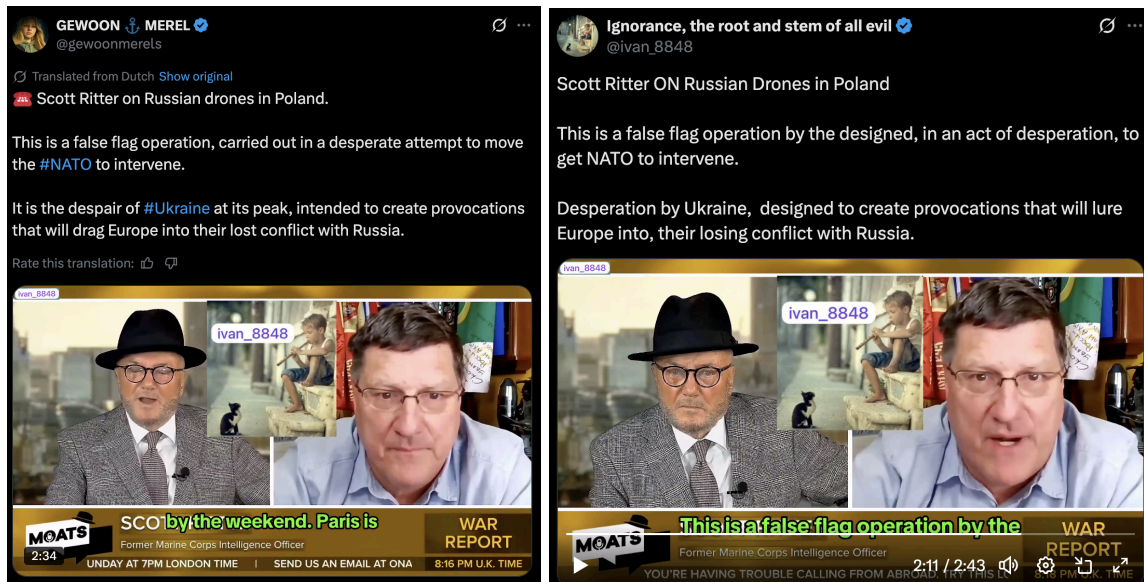 GEWOON ⚓ MEREL
@gewoonmerels
Translated from Dutch Show original
☎️ Scott Ritter on Russian drones in Poland.
This is a false flag operation, carried out in a desperate attempt to move
the #NATO to intervene.
It is the despair of #Ukraine at its peak, intended to create provocations
that will drag Europe into their lost conflict with Russia.
Rate this translation:
ivan_8848
ivan_8848
by the weekend. Paris is
MOATS
SCOT
Former Marine Corps Intelligence Officer
WAR
REPORT
2:34
UNDAY AT 7PM LONDON TIME | SEND US AN EMAIL AT ONA
8:16 PM U.K. TIME
Ignorance, the root and stem of all evil
@ivan_8848
Scott Ritter ON Russian Drones in Poland
This is a false flag operation by the designed, in an act of desperation, to
get NATO to intervene.
Desperation by Ukraine,  designed to create provocations that will lure
Europe into, their losing conflict with Russia.
ivan_8848
ivan_8848
This is a false flag operation by the
MOATS
Former Marine Corps Intelligence Officer
WAR
REPORT
2:11 / 2:43
YOU'RE HAVING TROUBLE CALLING FROM ABROAD, TRY THIS
PM U.K. TIME